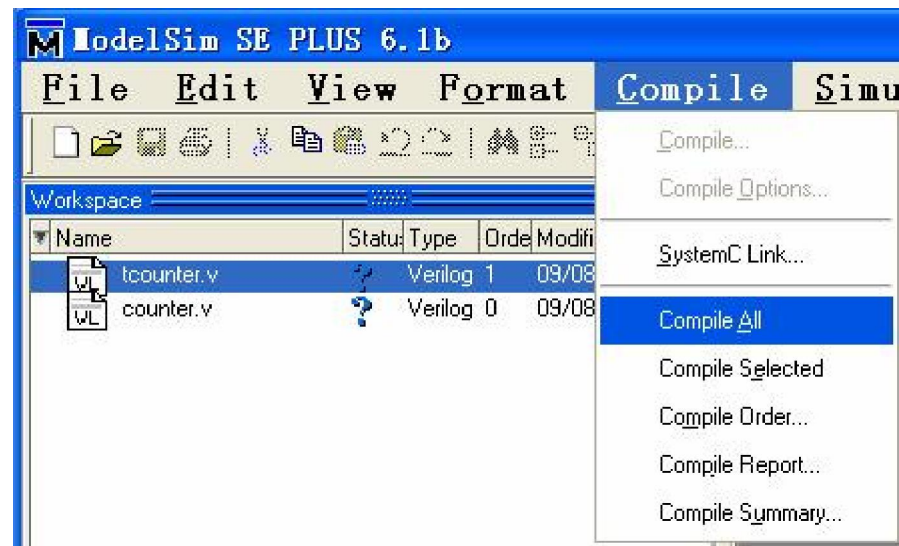 ModelSim SE PLUS 6.1b
File Edit View Format Compile Simu
Compile...
Compile Options...
SystemC Link...
Compile All
Compile Selected
Compile Order...
Compile Report...
Compile Summary...
Workspace
Name Statu Type Orde Modifi
tcounter.v ? Verilog 1 09/08
counter.v ? Verilog 0 09/08